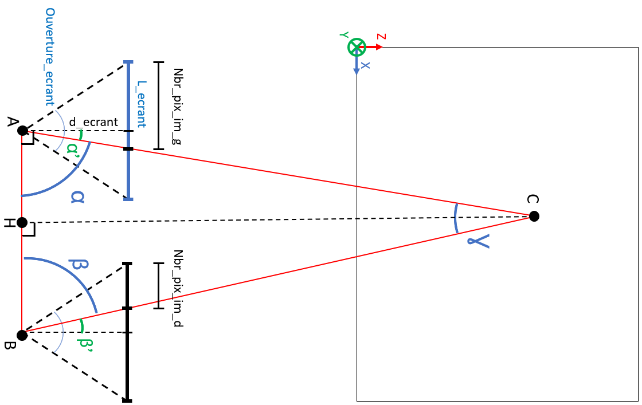 Y
Z
X
Ouverture_ecrant
L_ecrant
Nbr_pix_im_g
A
d_ecrant
α'
α
C
H
γ
β
Nbr_pix_im_d
B
β'